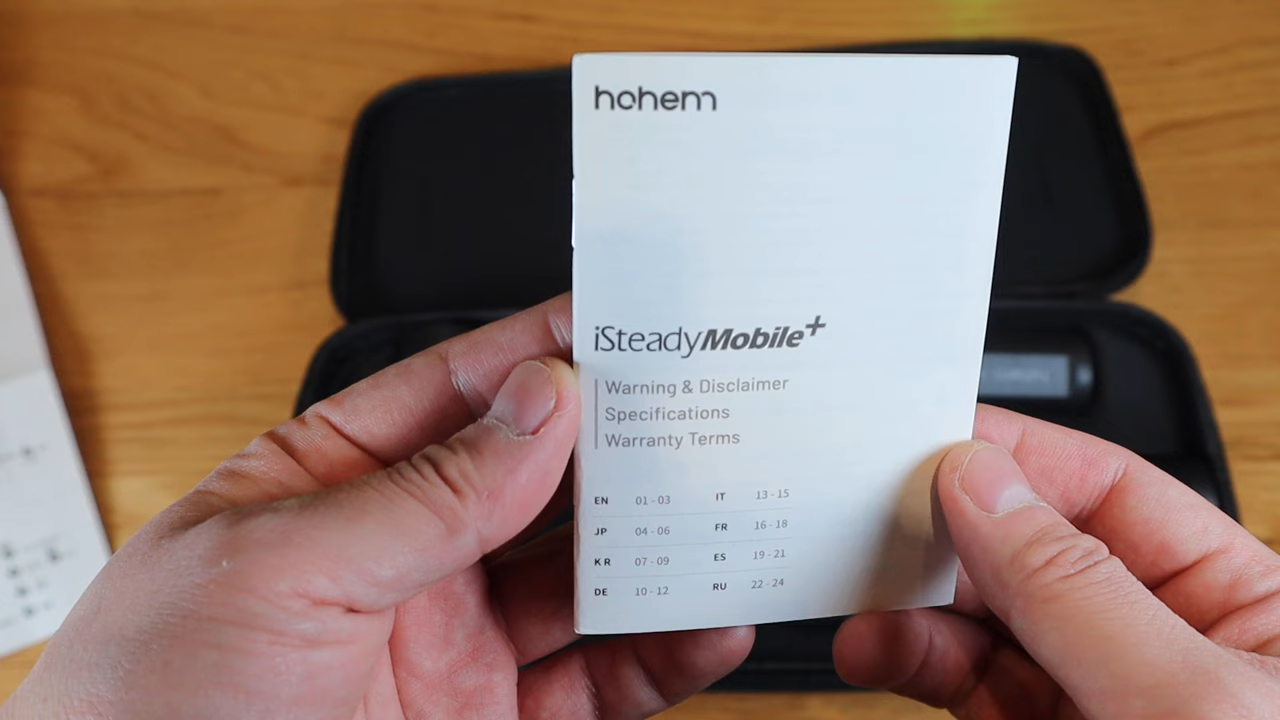 hohem
iSteadyMobile+
Warning & Disclaimer
Specifications
Warranty Terms
EN 01 - 03 IT 13 - 15
JP 04 - 06 FR 16 - 18
KR 07 - 09 ES 19 - 21
DE 10 - 12 RU 22 - 24